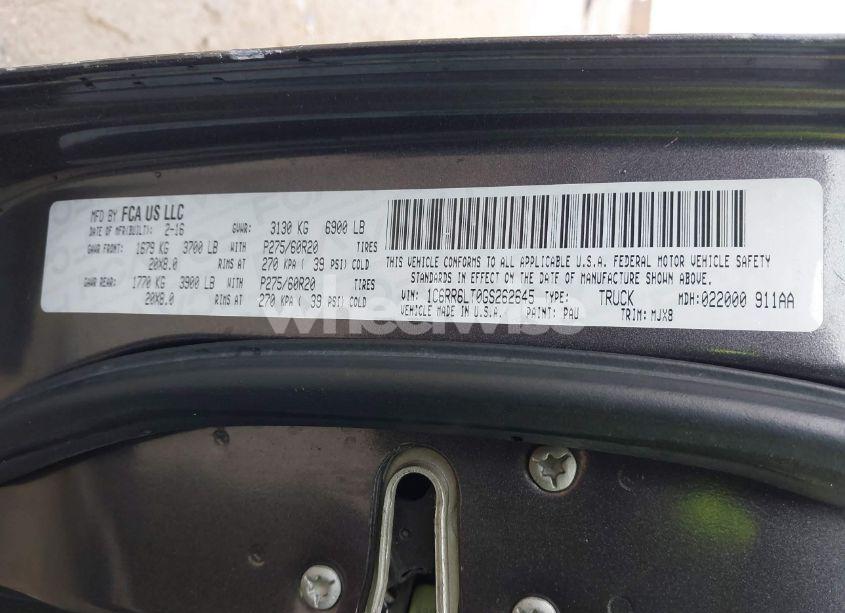 MFD BY FCA US LLC
DATE OF MFR(BUILT): 2-16 GVWR: 3130 KG 6900 LB
GAWR FRONT: 1679 KG 3700 LB WITH P275/60R20 TIRES
20X8.0 RIMS AT 270 KPA ( 39 PSI) COLD
GAWR REAR: 1770 KG 3900 LB WITH P275/60R20 TIRES
20X8.0 RIMS AT 270 KPA ( 39 PSI) COLD
THIS VEHICLE CONFORMS TO ALL APPLICABLE U.S.A. FEDERAL MOTOR VEHICLE SAFETY
STANDARDS IN EFFECT ON THE DATE OF MANUFACTURE SHOWN ABOVE.
VIN: 1C6RR6LT0GS262645 TYPE: TRUCK MDH:022000 911AA
VEHICLE MADE IN U.S.A. PAINT: PAU TRIM: MJX8
wheelwise